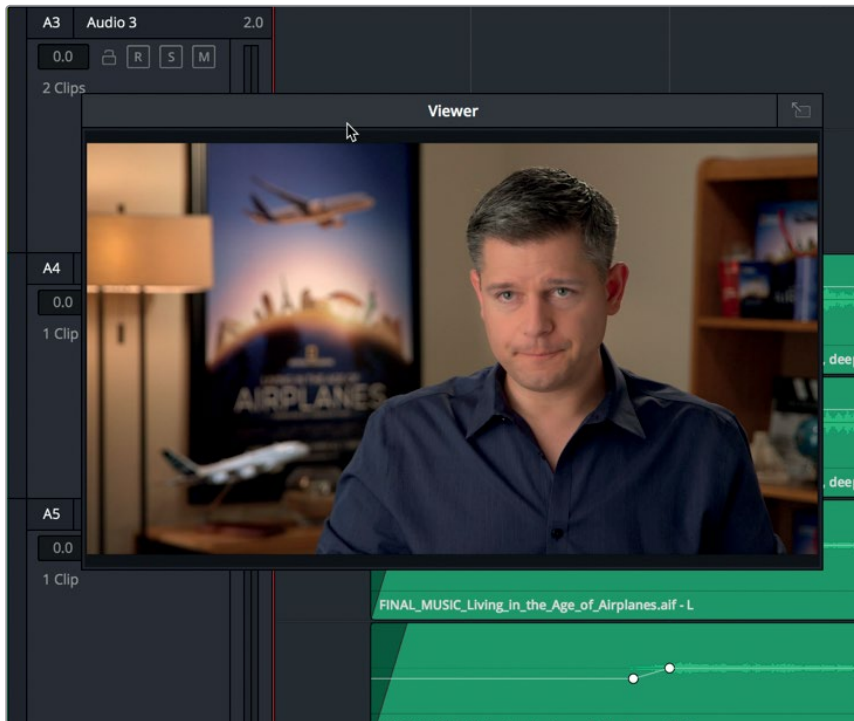 A3 Audio 3 2.0
0.0 R S M
2 Clips
Viewer
A4
0.0
1 Clip
, deep
AIRPLANES
, deep
A5
0.0
1 Clip
FINAL_MUSIC_Living_in_the_Age_of_Airplanes.aif - L